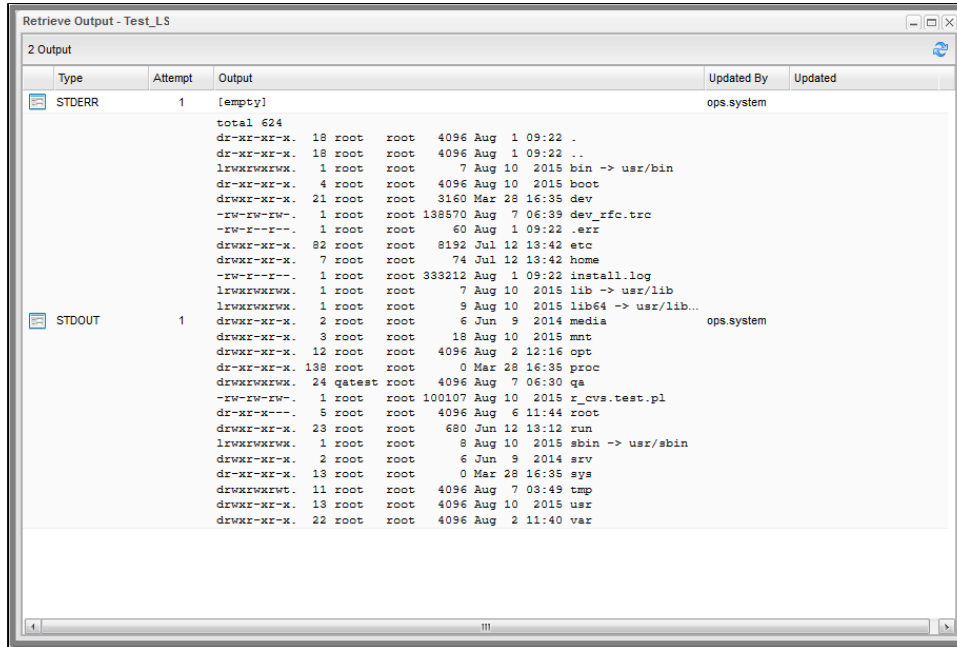 Retrieve Output - Test_LS
2 Output
Type Attempt Output Updated By Updated
STDERR 1 [empty] ops.system
total 624
dr-xr-xr-x. 18 root root 4096 Aug 1 09:22 .
dr-xr-xr-x. 18 root root 4096 Aug 1 09:22 ..
lrwxrwxrwx. 1 root root 7 Aug 10 2015 bin -> usr/bin
dr-xr-xr-x. 4 root root 4096 Aug 10 2015 boot
drwxr-xr-x. 21 root root 3160 Mar 28 16:35 dev
-rw-rw-rw-. 1 root root 138570 Aug 7 06:39 dev_rfc.trc
-rw-r--r--. 1 root root 60 Aug 1 09:22 .err
drwxr-xr-x. 82 root root 8192 Jul 12 13:42 etc
drwxr-xr-x. 7 root root 74 Jul 12 13:42 home
-rw-r--r--. 1 root root 333212 Aug 1 09:22 install.log
lrwxrwxrwx. 1 root root 7 Aug 10 2015 lib -> usr/lib
lrwxrwxrwx. 1 root root 9 Aug 10 2015 lib64 -> usr/lib...
STDOUT 1 drwxr-xr-x. 2 root root 6 Jun 9 2014 media ops.system
drwxr-xr-x. 3 root root 18 Aug 10 2015 mnt
drwxr-xr-x. 12 root root 4096 Aug 2 12:16 opt
dr-xr-xr-x. 138 root root 0 Mar 28 16:35 proc
drwxrwxrwx. 24 qatest root 4096 Aug 7 06:30 qa
-rw-rw-rw-. 1 root root 100107 Aug 10 2015 r_cvs.test.pl
dr-xr-x---. 5 root root 4096 Aug 6 11:44 root
drwxr-xr-x. 23 root root 680 Jun 12 13:12 run
lrwxrwxrwx. 1 root root 8 Aug 10 2015 sbin -> usr/sbin
drwxr-xr-x. 2 root root 6 Jun 9 2014 srv
dr-xr-xr-x. 13 root root 0 Mar 28 16:35 sys
drwxrwxrwt. 11 root root 4096 Aug 7 03:49 tmp
drwxr-xr-x. 13 root root 4096 Aug 10 2015 usr
drwxr-xr-x. 22 root root 4096 Aug 2 11:40 var